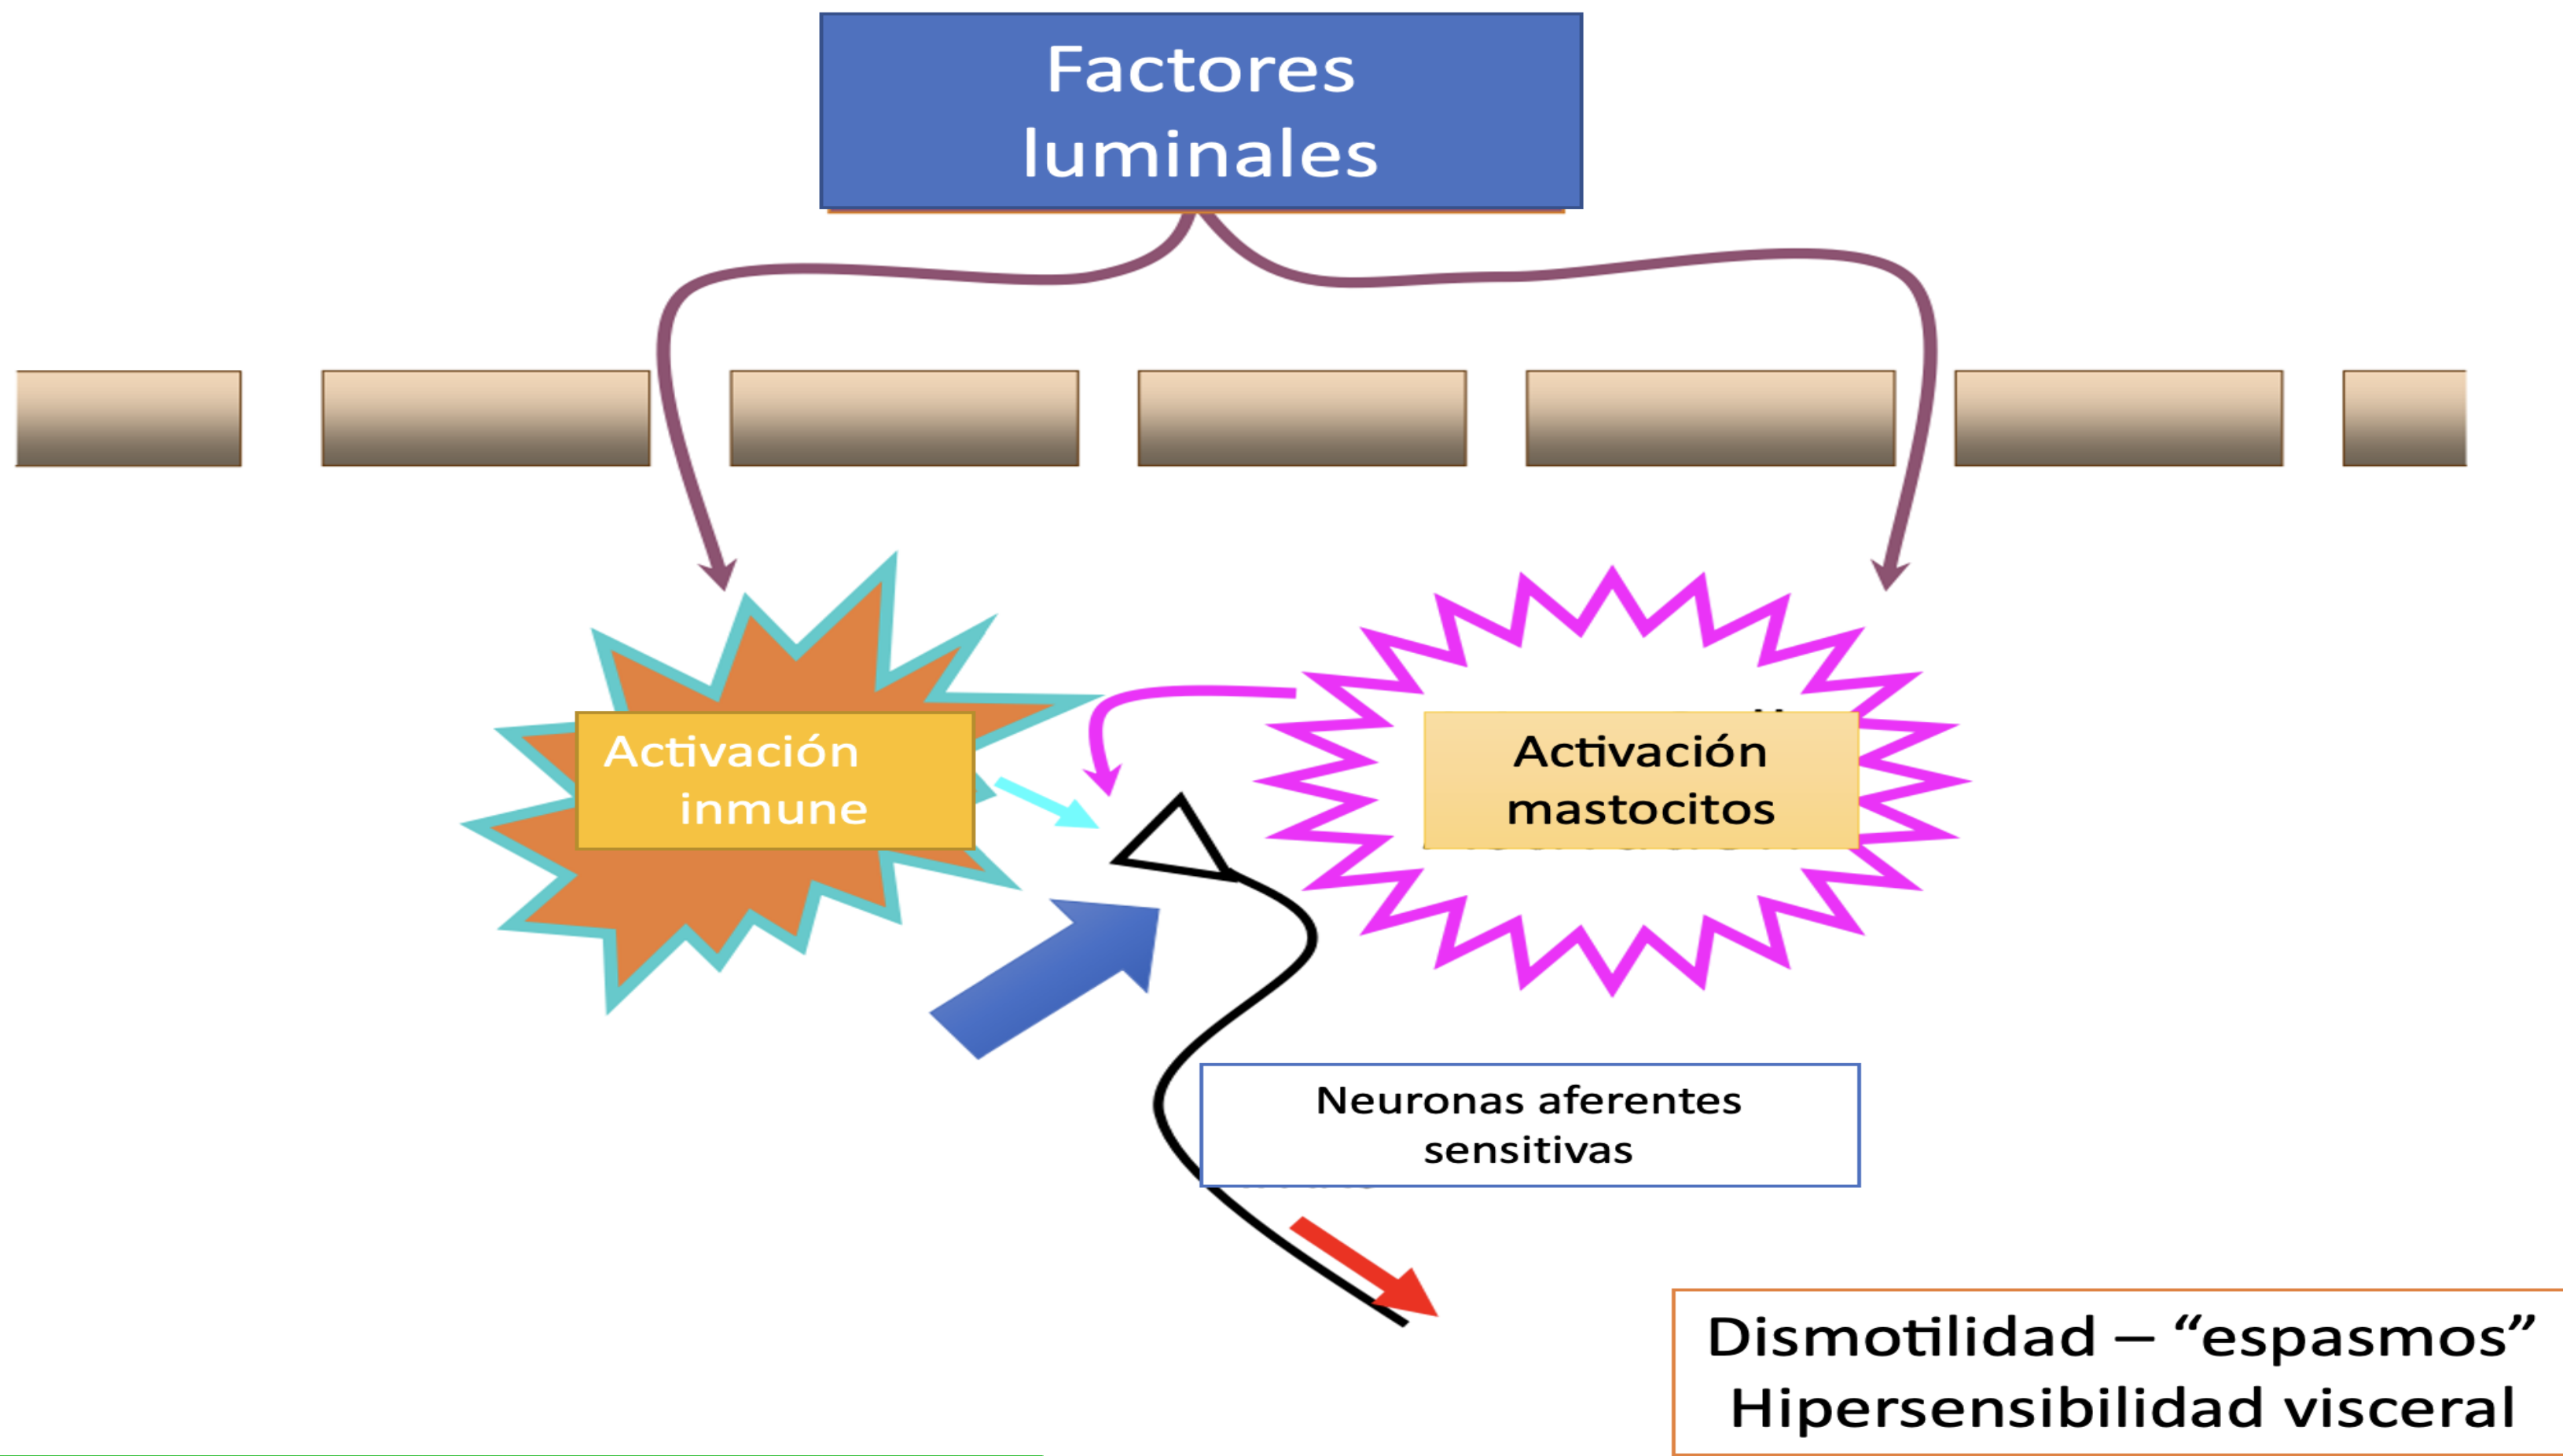 Factores
luminales
Activación
inmune
Activación
mastocitos
Neuronas aferentes
sensitivas
Dismotilidad – “espasmos”
Hipersensibilidad visceral